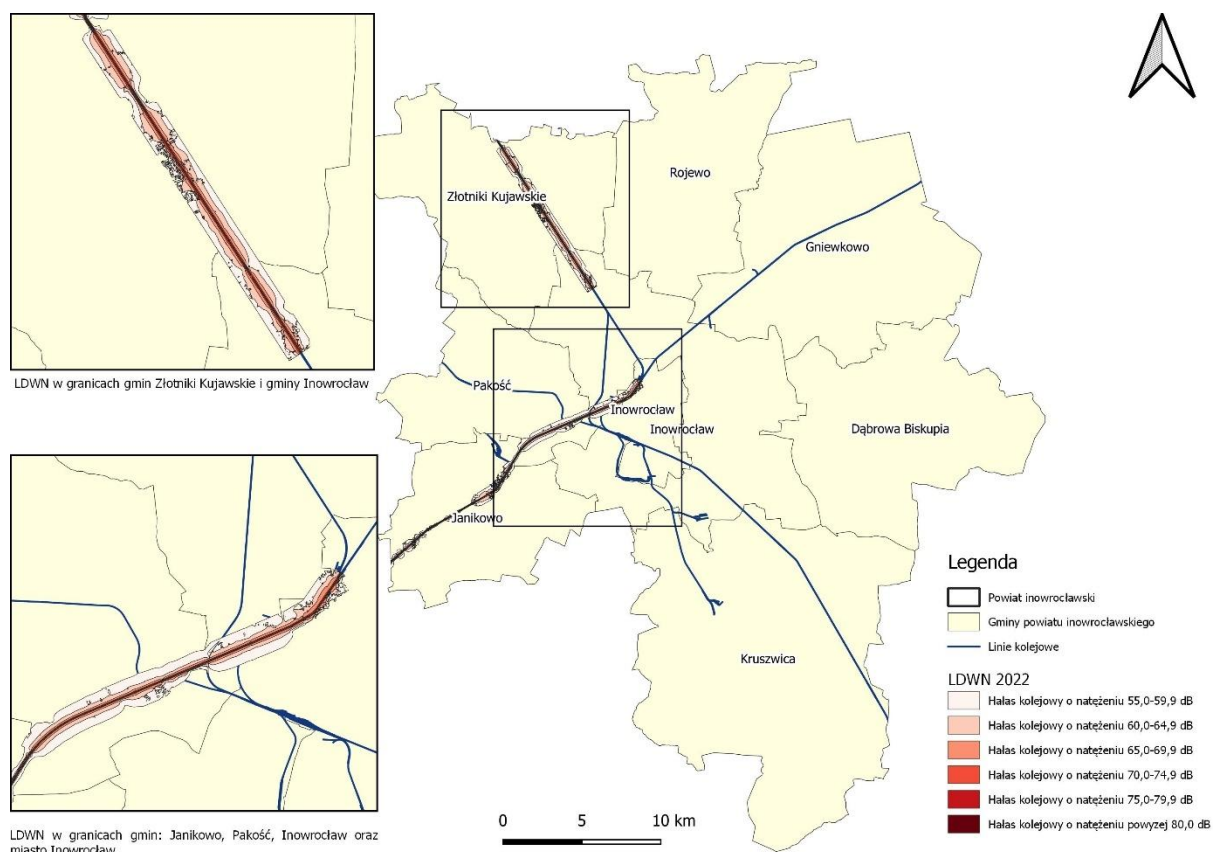 LDWN w granicach gmin Złotniki Kujawskie i gminy Inowrocław
LDWN w granicach gmin: Janikowo, Pakość, Inowrocław oraz
miasto Inowrocław
Rojewo
Złotniki Kujawskie
Gniewkowo
Pakość
Inowrocław
Inowrocław
Dąbrowa Biskupia
Janikowo
Kruszwica
0 5 10 km
Legenda
Powiat inowrocławski
Gminy powiatu inowrocławskiego
Linie kolejowe
LDWN 2022
Hałas kolejowy o natężeniu 55,0-59,9 dB
Hałas kolejowy o natężeniu 60,0-64,9 dB
Hałas kolejowy o natężeniu 65,0-69,9 dB
Hałas kolejowy o natężeniu 70,0-74,9 dB
Hałas kolejowy o natężeniu 75,0-79,9 dB
Hałas kolejowy o natężeniu powyzej 80,0 dB